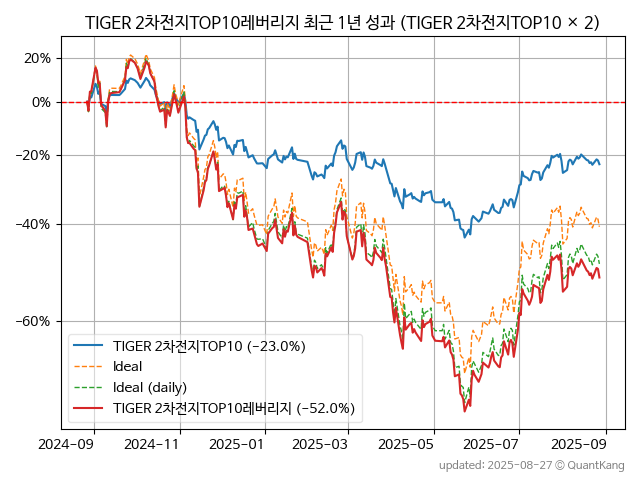 TIGER 2차전지TOP10레버리지 최근 1년 성과 (TIGER 2차전지TOP10 × 2)
20%
0%
−20%
−40%
−60%
TIGER 2차전지TOP10 (−23.0%)
Ideal
Ideal (daily)
TIGER 2차전지TOP10레버리지 (−52.0%)
2024-09 2024-11 2025-01 2025-03 2025-05 2025-07 2025-09
updated: 2025-08-27 © QuantKang